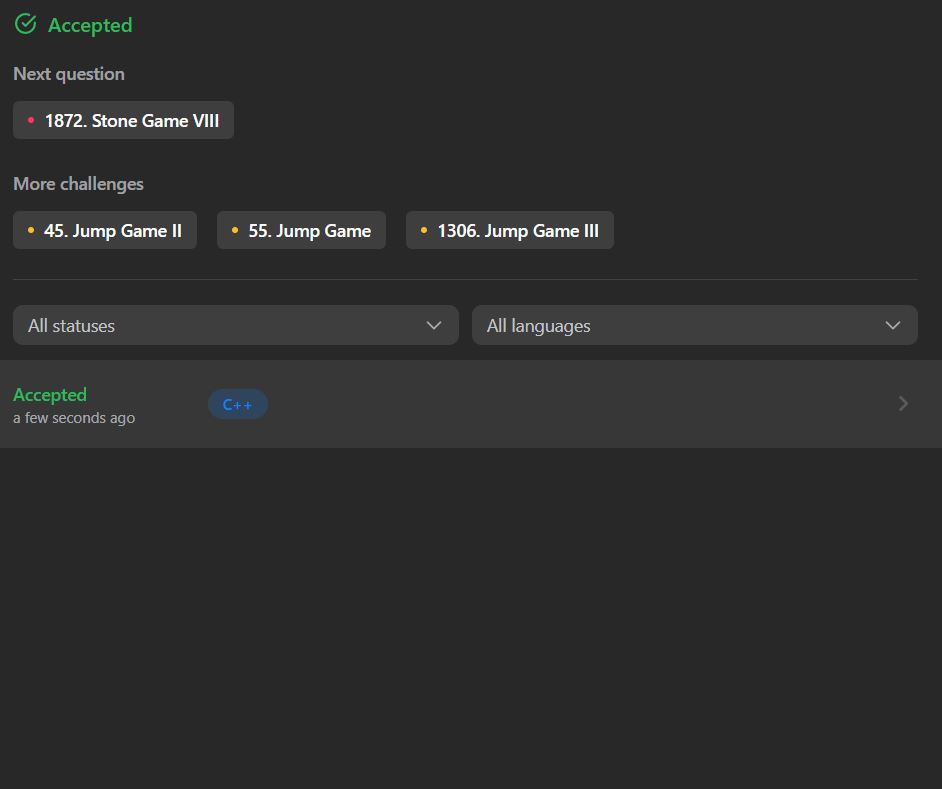 Accepted
Next question
1872. Stone Game VIII
More challenges
45. Jump Game II
55. Jump Game
1306. Jump Game III
All statuses
All languages
Accepted
a few seconds ago
C++